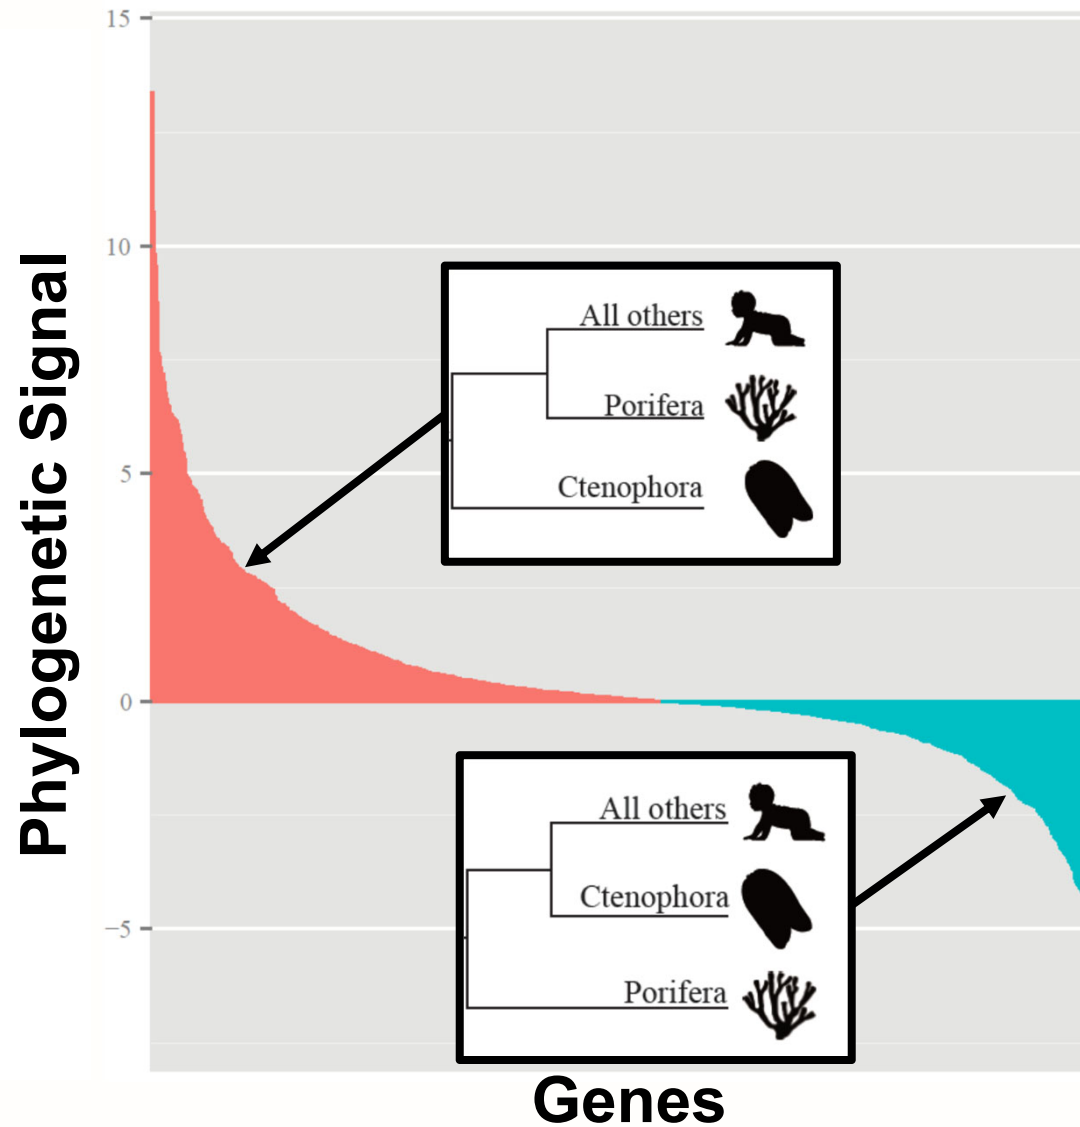 15
10
5
0
−5
Phylogenetic Signal
All others
Porifera
Ctenophora
All others
Ctenophora
Porifera
Genes